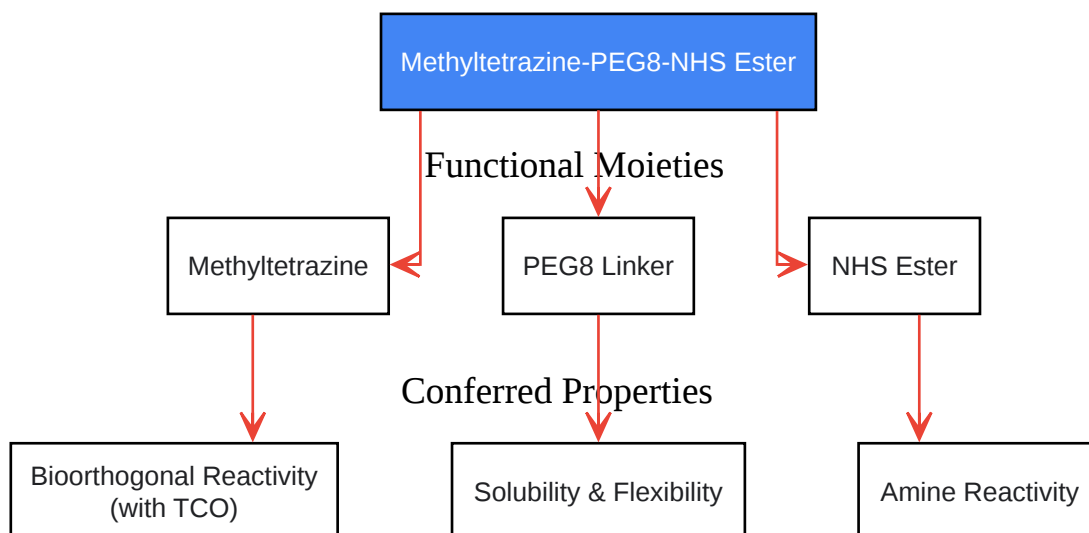 Methyltetrazine-PEG8-NHS Ester
Functional Moieties
Methyltetrazine
PEG8 Linker
NHS Ester
Conferred Properties
Bioorthogonal Reactivity
(with TCO)
Solubility & Flexibility
Amine Reactivity